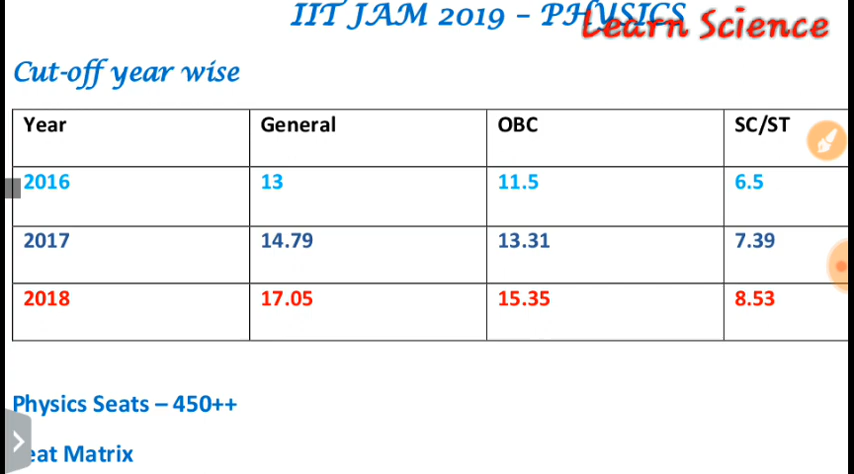 IIT JAM 2019 – PHYSICS
Learn Science
Cut-off year wise
Year General OBC SC/ST
2016 13 11.5 6.5
2017 14.79 13.31 7.39
2018 17.05 15.35 8.53
Physics Seats – 450++
eat Matrix